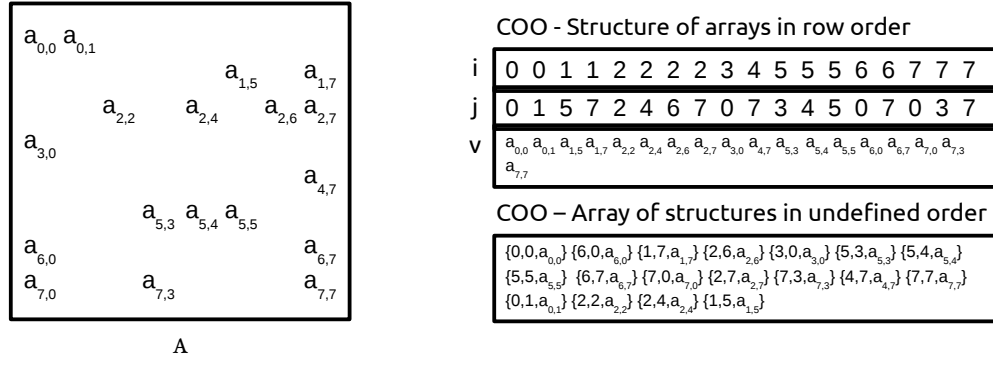 a0,0 a0,1
a1,5 a1,7
a2,2 a2,4 a2,6 a2,7
a3,0
a4,7
a5,3 a5,4 a5,5
a6,0 a6,7
a7,0 a7,3 a7,7
A
COO - Structure of arrays in row order
i 0 0 1 1 2 2 2 2 3 4 5 5 5 6 6 7 7 7
j 0 1 5 7 2 4 6 7 0 7 3 4 5 0 7 0 3 7
v a0,0 a0,1 a1,5 a1,7 a2,2 a2,4 a2,6 a2,7 a3,0 a4,7 a5,3 a5,4 a5,5 a6,0 a6,7 a7,0 a7,3
a7,7
COO – Array of structures in undefined order
{0,0,a0,0} {6,0,a6,0} {1,7,a1,7} {2,6,a2,6} {3,0,a3,0} {5,3,a5,3} {5,4,a5,4}
{5,5,a5,5} {6,7,a6,7} {7,0,a7,0} {2,7,a2,7} {7,3,a7,3} {4,7,a4,7} {7,7,a7,7}
{0,1,a0,1} {2,2,a2,2} {2,4,a2,4} {1,5,a1,5}